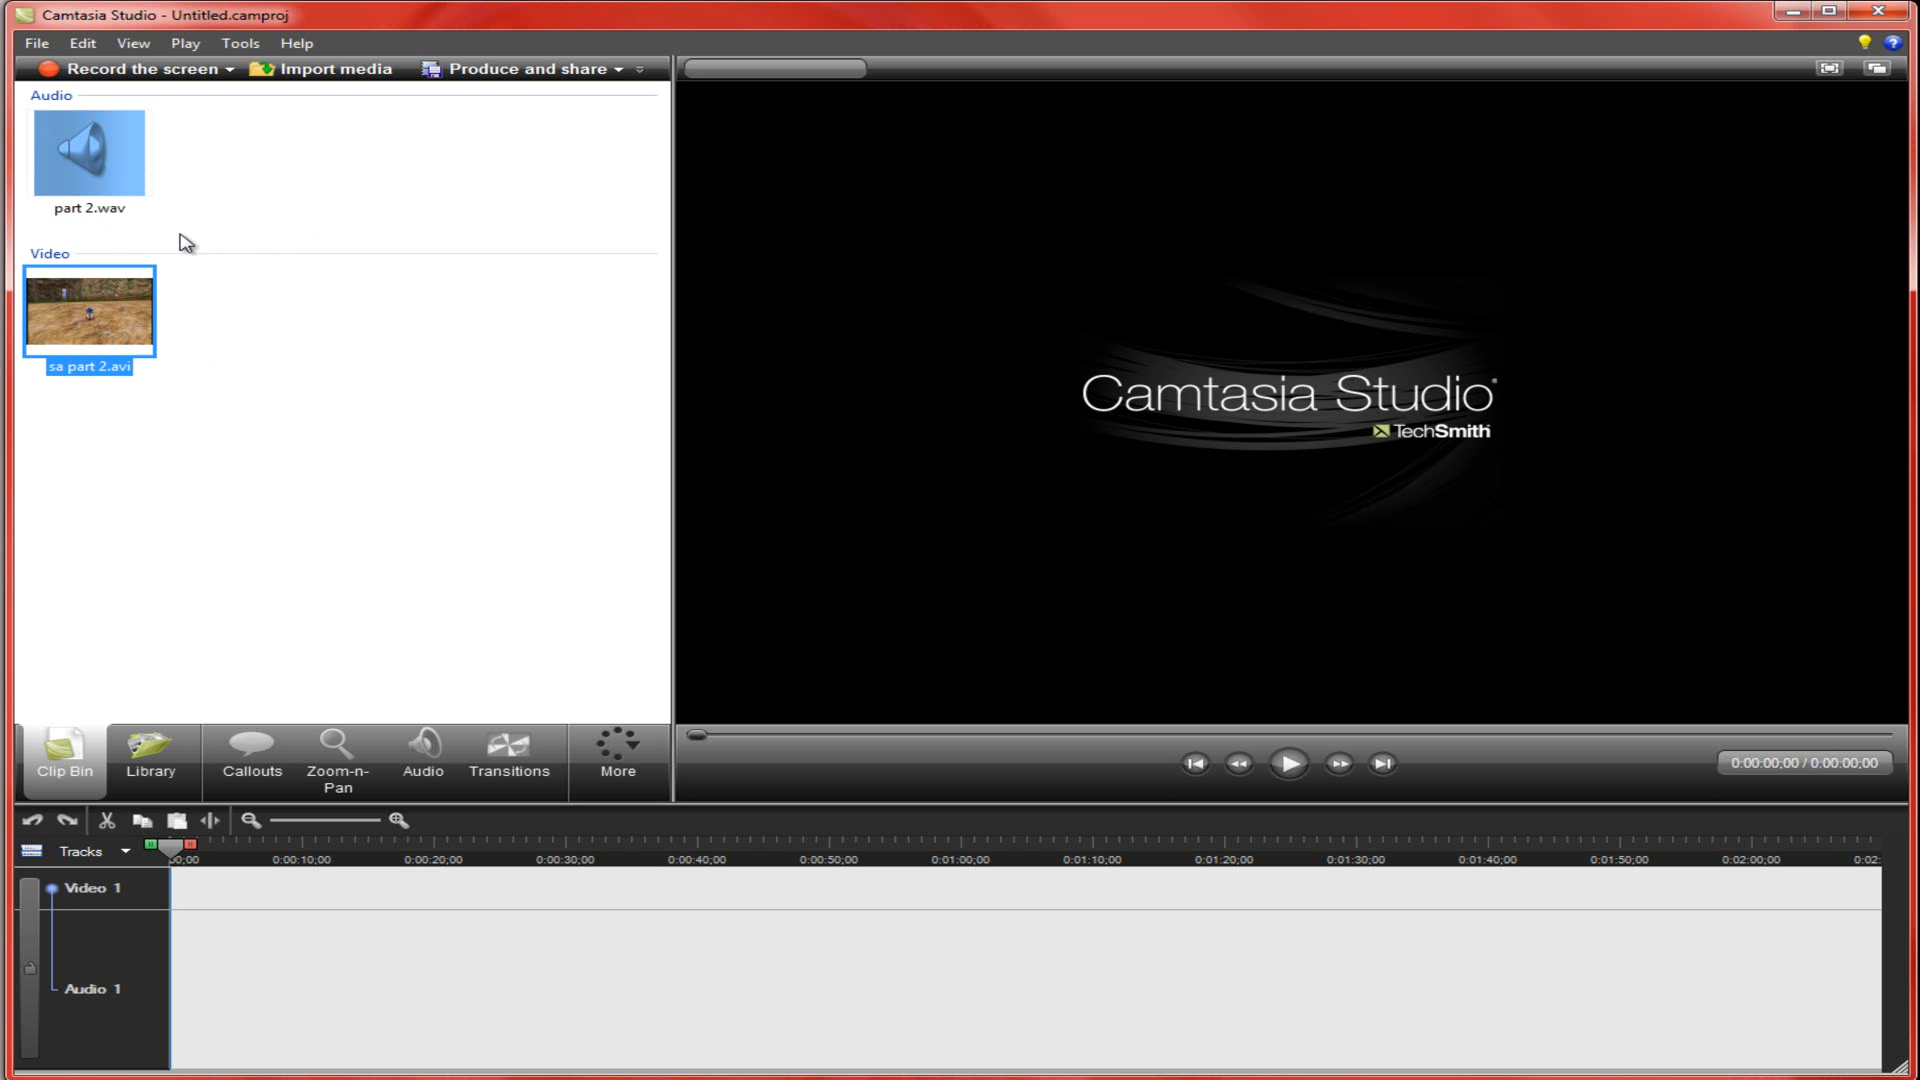 Camtasia Studio - Untitled.camproj
File Edit View Play Tools Help
Record the screen Import media Produce and share
Audio
part 2.wav
Video
sa part 2.avi
Camtasia Studio
TechSmith
Clip Bin Library Callouts Zoom-n-Pan Audio Transitions More
0:00:00;00 / 0:00:00;00
Tracks 00;00 0:00:10;00 0:00:20;00 0:00:30;00 0:00:40;00 0:00:50;00 0:01:00;00 0:01:10;00 0:01:20;00 0:01:30;00 0:01:40;00 0:01:50;00 0:02:00;00 0:02:
Video 1
Audio 1